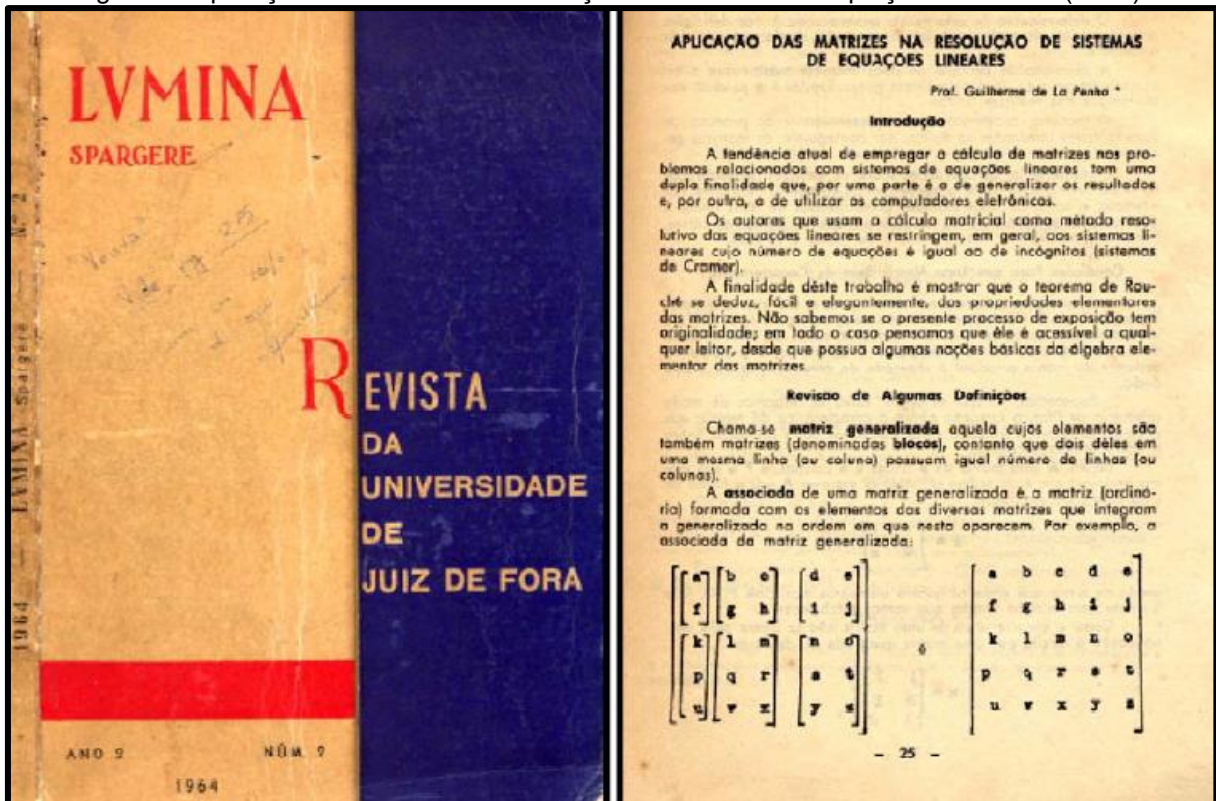 LVMINA
SPARGERE
REVISTA
DA
UNIVERSIDADE
DE
JUIZ DE FORA
ANO 2 NÚM. 2
1964
1964 — LVMINA Spargere — N.º 2
APLICAÇÃO DAS MATRIZES NA RESOLUÇÃO DE SISTEMAS
DE EQUAÇÕES LINEARES
Prof. Guilherme de La Penha *
Introdução
A tendência atual de empregar o cálculo de matrizes nos pro-
blemas relacionados com sistemas de equações lineares tem uma
dupla finalidade que, por uma parte é a de generalizar os resultados
e, por outra, a de utilizar os computadores eletrônicos.
Os autores que usam o cálculo matricial como método reso-
lutivo das equações lineares se restringem, em geral, aos sistemas li-
neares cujo número de equações é igual ao de incógnitas (sistemas
de Cramer).
A finalidade dêste trabalho é mostrar que o teorema de Rou-
ché se deduz, fácil e elegantemente, das propriedades elementares
das matrizes. Não sabemos se o presente processo de exposição tem
originalidade; em todo o caso pensamos que êle é acessível a qual-
quer leitor, desde que possua algumas noções básicas da álgebra ele-
mentar das matrizes.
Revisão de Algumas Definições
Chama-se matriz generalizada aquela cujos elementos são
também matrizes (denominadas blocos), contanto que dois dêles em
uma mesma linha (ou coluna) possuam igual número de linhas (ou
colunas).
A associada de uma matriz generalizada é a matriz (ordiná-
ria) formada com os elementos das diversas matrizes que integram
a generalizada na ordem em que nesta aparecem. Por exemplo, a
associada da matriz generalizada:
a b c d e a b c d e
f g h i j f g h i j
k l m n o é k l m n o
p q r s t p q r s t
u v x y z u v x y z
— 25 —